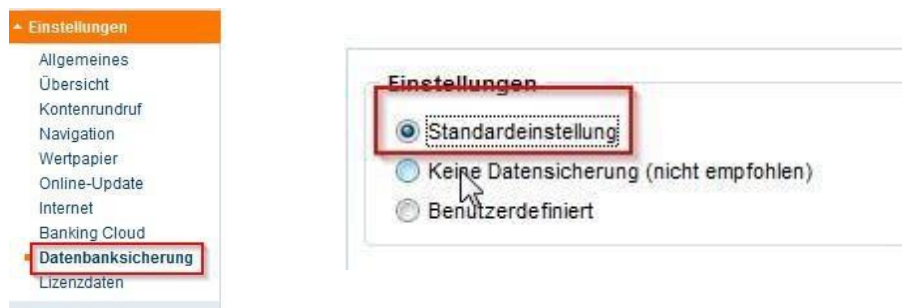 Einstellungen
Allgemeines
Übersicht
Kontenrundruf
Navigation
Wertpapier
Online-Update
Internet
Banking Cloud
Datenbanksicherung
Lizenzdaten
Einstellungen
Standardeinstellung
Keine Datensicherung (nicht empfohlen)
Benutzerdefiniert